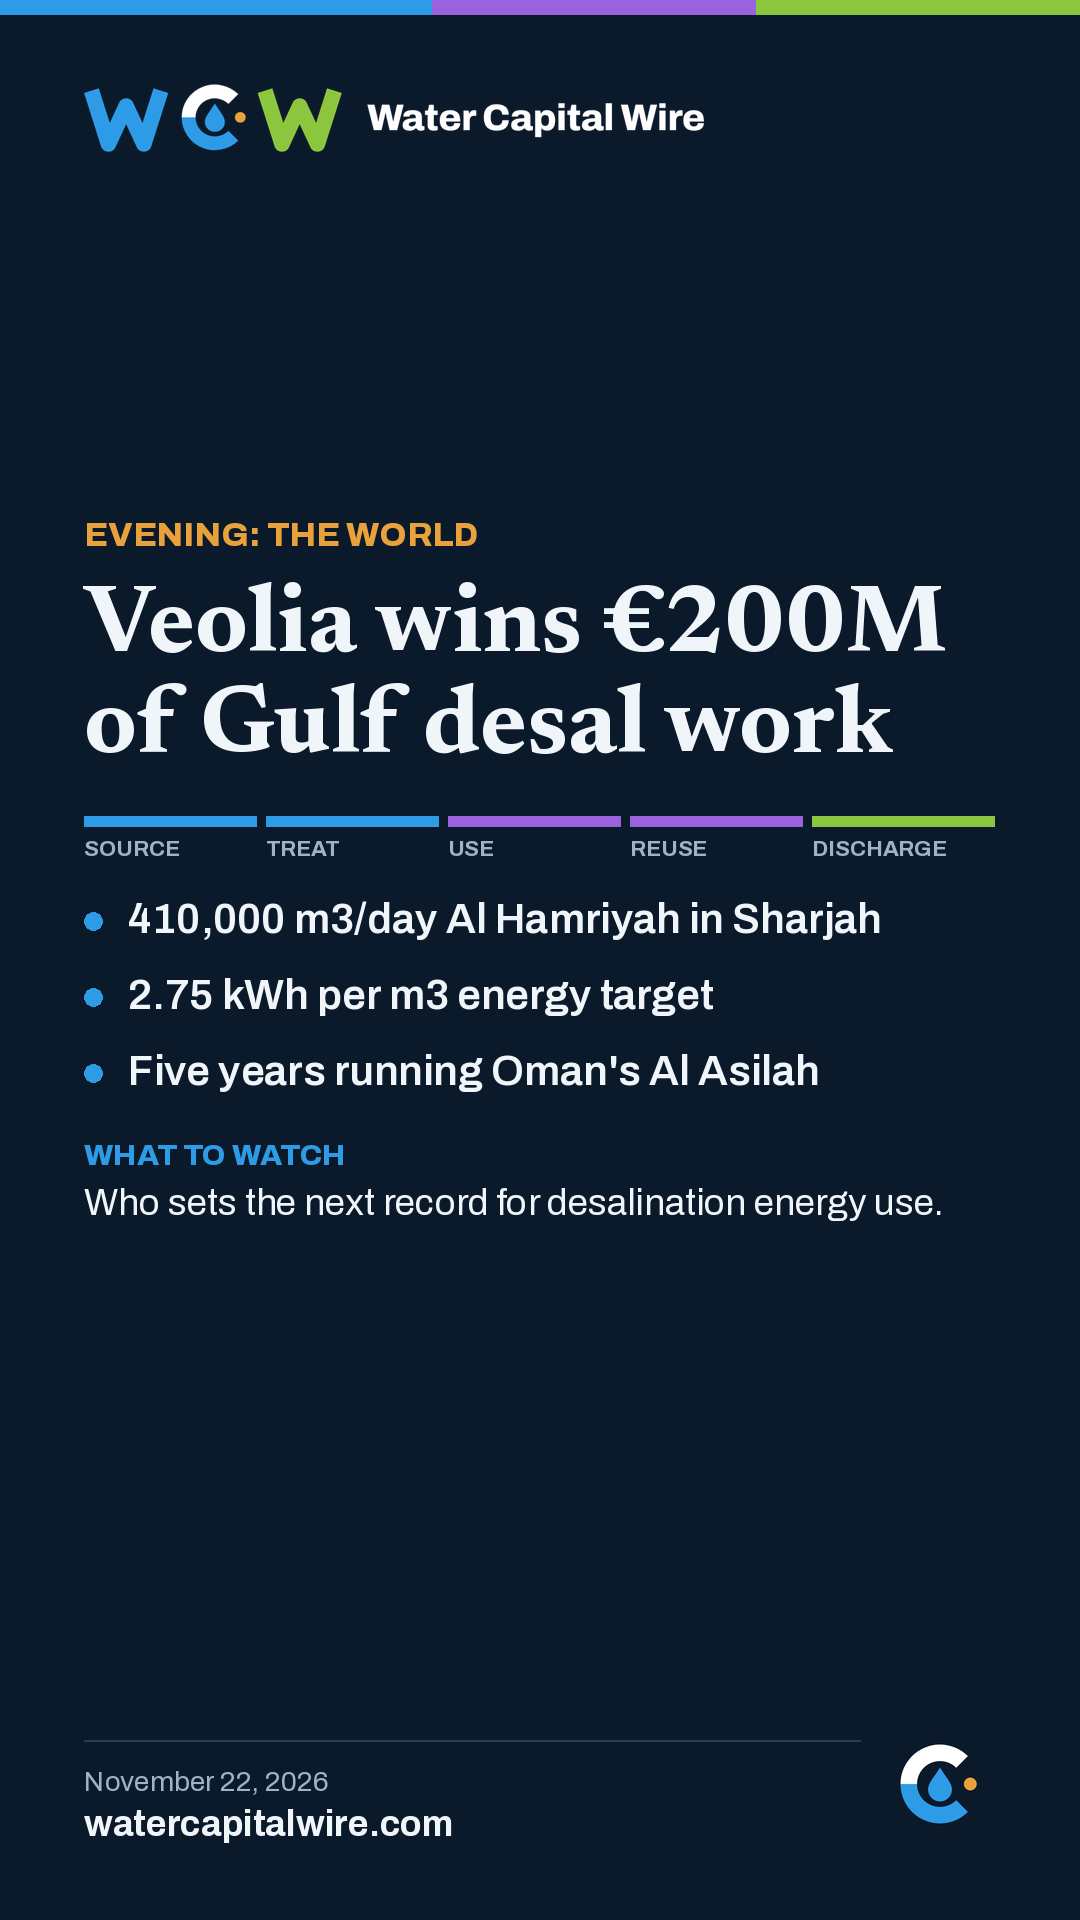 WCW Water Capital Wire
EVENING: THE WORLD
Veolia wins €200M
of Gulf desal work
SOURCE TREAT USE REUSE DISCHARGE
410,000 m3/day Al Hamriyah in Sharjah
2.75 kWh per m3 energy target
Five years running Oman's Al Asilah
WHAT TO WATCH
Who sets the next record for desalination energy use.
November 22, 2026
watercapitalwire.com